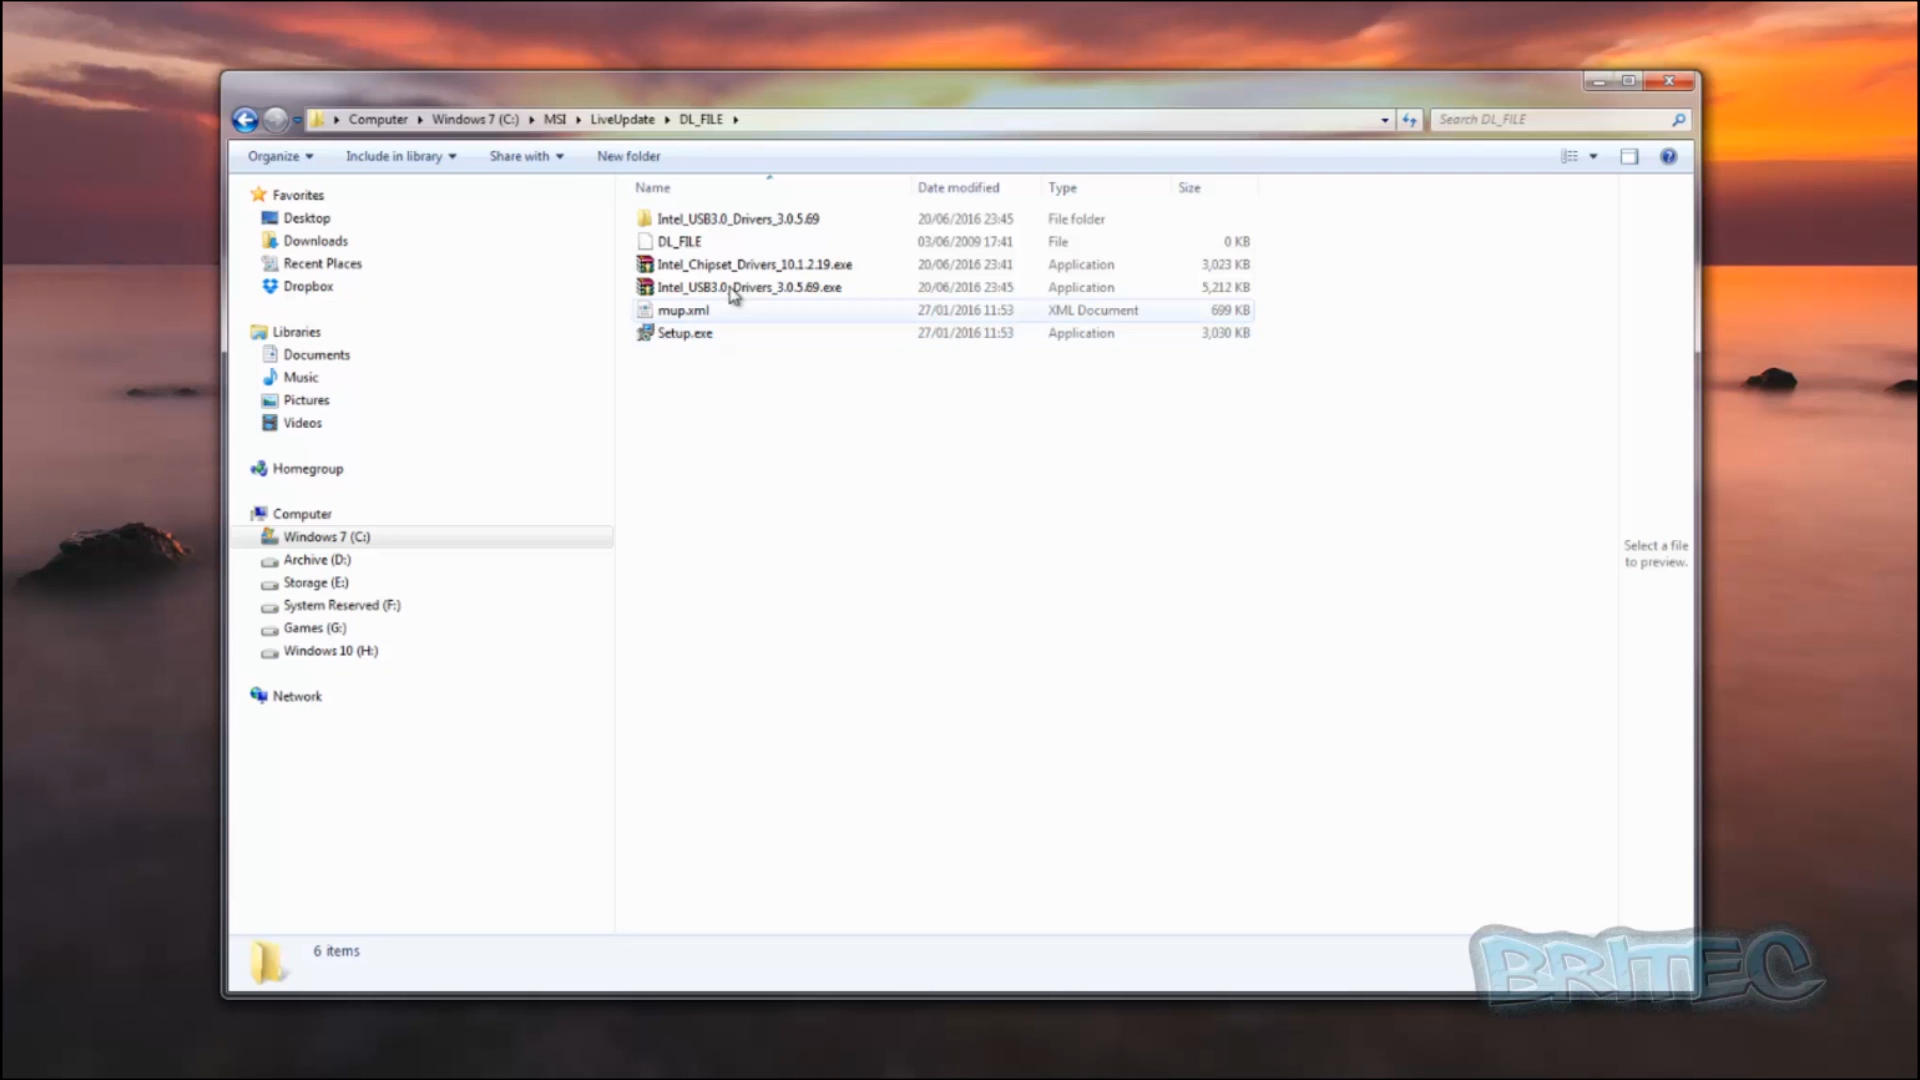 Computer Windows 7 (C:) MSI LiveUpdate DL_FILE
Search DL_FILE
Organize Include in library Share with New folder
Favorites
Desktop
Downloads
Recent Places
Dropbox
Libraries
Documents
Music
Pictures
Videos
Homegroup
Computer
Windows 7 (C:)
Archive (D:)
Storage (E:)
System Reserved (F:)
Games (G:)
Windows 10 (H:)
Network
Name Date modified Type Size
Intel_USB3.0_Drivers_3.0.5.69 20/06/2016 23:45 File folder
DL_FILE 03/06/2009 17:41 File 0 KB
Intel_Chipset_Drivers_10.1.2.19.exe 20/06/2016 23:41 Application 3,023 KB
Intel_USB3.0_Drivers_3.0.5.69.exe 20/06/2016 23:45 Application 5,212 KB
mup.xml 27/01/2016 11:53 XML Document 699 KB
Setup.exe 27/01/2016 11:53 Application 3,030 KB
Select a file
to preview.
6 items
BRITEC